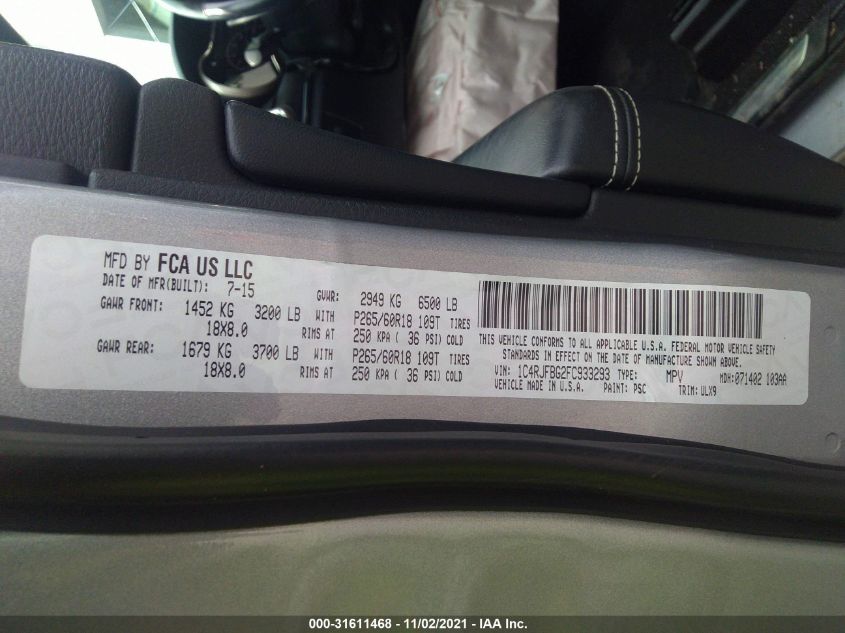 MFD BY FCA US LLC
DATE OF MFR(BUILT): 7-15
GVWR: 2949 KG 6500 LB
GAWR FRONT: 1452 KG 3200 LB WITH P265/60R18 109T TIRES
18X8.0 RIMS AT 250 KPA ( 36 PSI) COLD
GAWR REAR: 1679 KG 3700 LB WITH P265/60R18 109T TIRES
18X8.0 RIMS AT 250 KPA ( 36 PSI) COLD
THIS VEHICLE CONFORMS TO ALL APPLICABLE U.S.A. FEDERAL MOTOR VEHICLE SAFETY
STANDARDS IN EFFECT ON THE DATE OF MANUFACTURE SHOWN ABOVE.
VIN: 1C4RJFBG2FC933293 TYPE: MPV MDH: 071402 103AA
VEHICLE MADE IN U.S.A. PAINT: PSC TRIM: ULX9
000-31611468 - 11/02/2021 - IAA Inc.